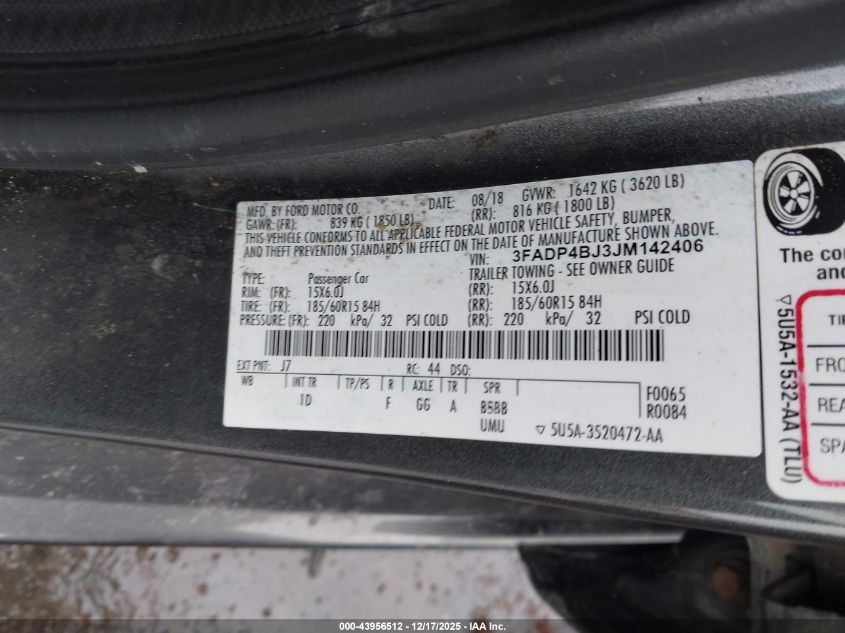 MFD. BY FORD MOTOR CO. DATE: 08/18 GVWR: 1642 KG ( 3620 LB)
GAWR: (FR): 839 KG ( 1850 LB) (RR): 816 KG ( 1800 LB)
THIS VEHICLE CONFORMS TO ALL APPLICABLE FEDERAL MOTOR VEHICLE SAFETY, BUMPER,
AND THEFT PREVENTION STANDARDS IN EFFECT ON THE DATE OF MANUFACTURE SHOWN ABOVE.
VIN: 3FADP4BJ3JM142406
TYPE: Passenger Car TRAILER TOWING - SEE OWNER GUIDE
RIM: (FR): 15X6.0J (RR): 15X6.0J
TIRE: (FR): 185/60R15 84H (RR): 185/60R15 84H
PRESSURE: (FR): 220 kPa/ 32 PSI COLD (RR): 220 kPa/ 32 PSI COLD
EXT PNT: J7 RC: 44 DSO:
WB INT TR TP/PS R AXLE TR SPR F0065
1D F GG A B5BB R0084
UMU ▽ 5U5A-3520472-AA
The co
and
▽5U5A-1532-AA (TLU)
TI
FRO
REA
SPA
000-43956512 - 12/17/2025 - IAA Inc.